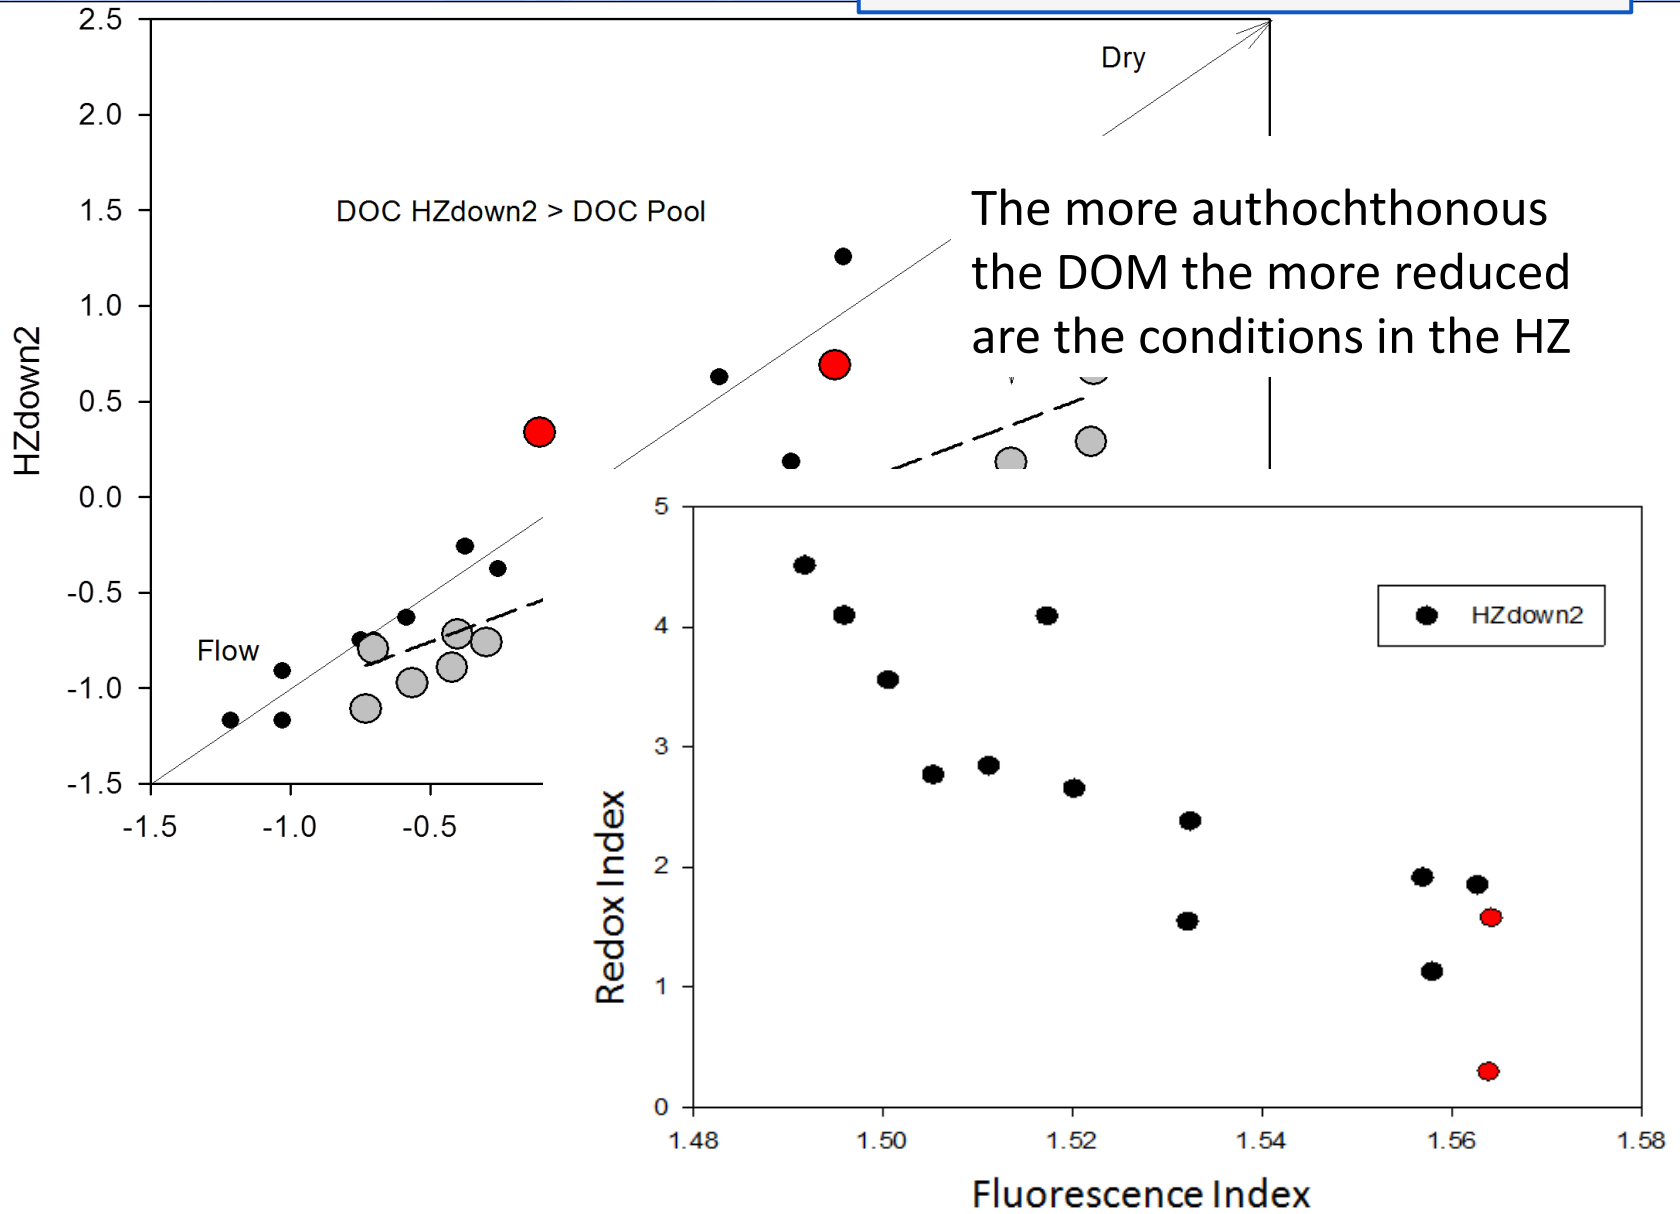 2.5
Dry
2.0
1.5
DOC HZdown2 > DOC Pool
The more authochthonous
the DOM the more reduced
are the conditions in the HZ
1.0
HZdown2
0.5
0.0
-0.5
Flow
-1.0
-1.5
-1.5 -1.0 -0.5
5
HZdown2
4
3
Redox Index
2
1
0
1.48 1.50 1.52 1.54 1.56 1.58
Fluorescence Index